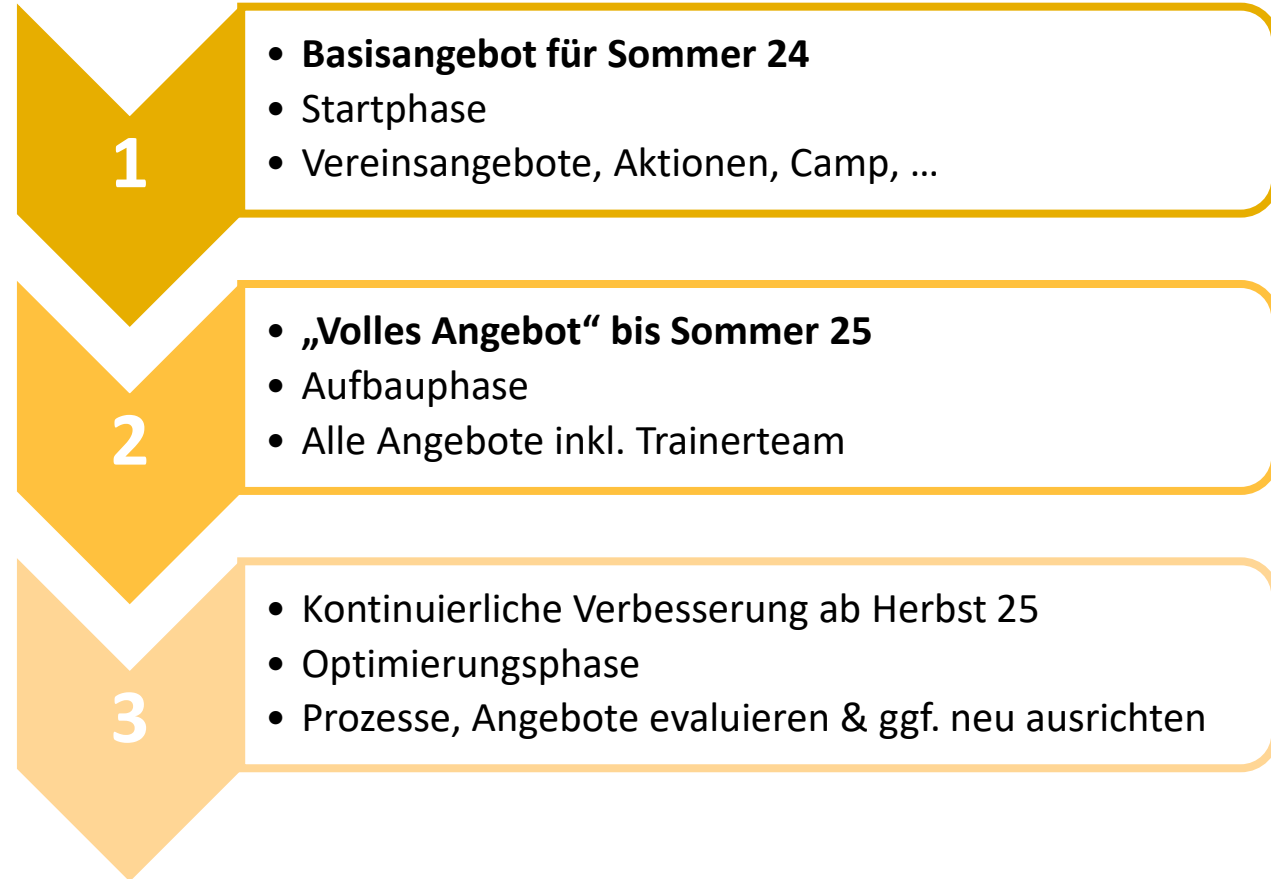 1
• Basisangebot für Sommer 24
• Startphase
• Vereinsangebote, Aktionen, Camp, …
2
• „Volles Angebot“ bis Sommer 25
• Aufbauphase
• Alle Angebote inkl. Trainerteam
3
• Kontinuierliche Verbesserung ab Herbst 25
• Optimierungsphase
• Prozesse, Angebote evaluieren & ggf. neu ausrichten